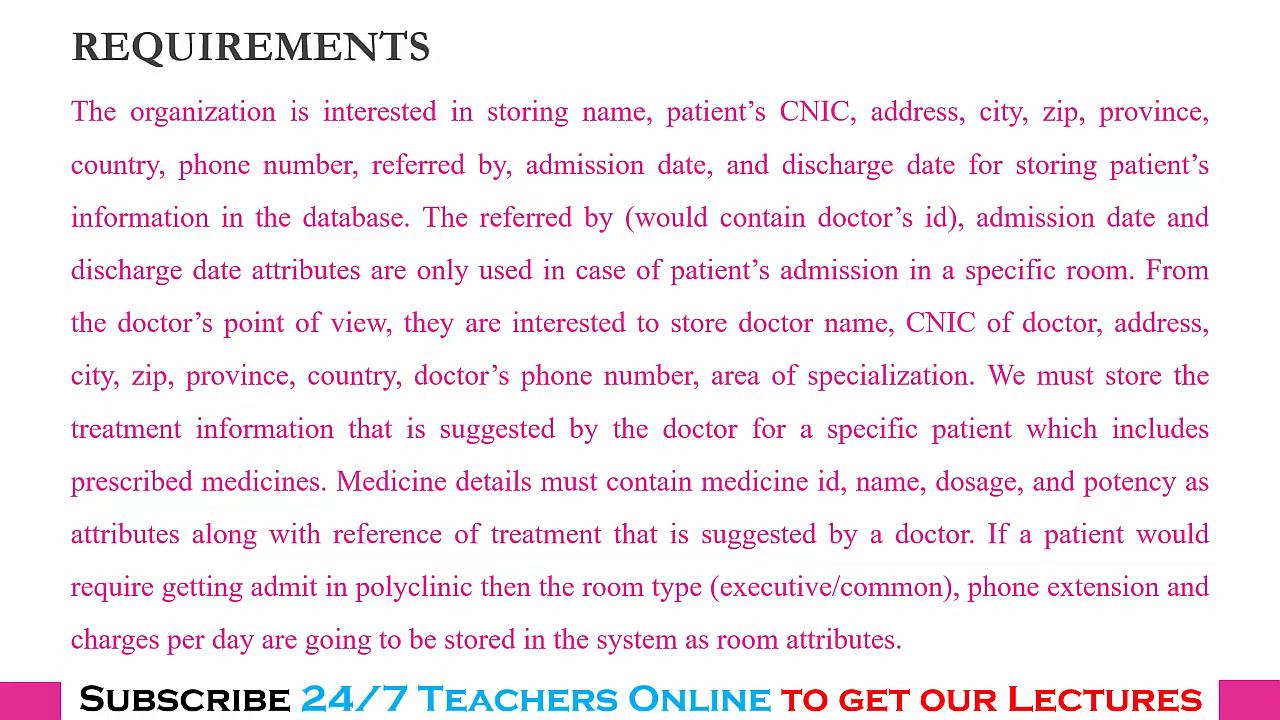 REQUIREMENTS
The organization is interested in storing name, patient’s CNIC, address, city, zip, province,
country, phone number, referred by, admission date, and discharge date for storing patient’s
information in the database. The referred by (would contain doctor’s id), admission date and
discharge date attributes are only used in case of patient’s admission in a specific room. From
the doctor’s point of view, they are interested to store doctor name, CNIC of doctor, address,
city, zip, province, country, doctor’s phone number, area of specialization. We must store the
treatment information that is suggested by the doctor for a specific patient which includes
prescribed medicines. Medicine details must contain medicine id, name, dosage, and potency as
attributes along with reference of treatment that is suggested by a doctor. If a patient would
require getting admit in polyclinic then the room type (executive/common), phone extension and
charges per day are going to be stored in the system as room attributes.
Subscribe 24/7 Teachers Online to get our Lectures